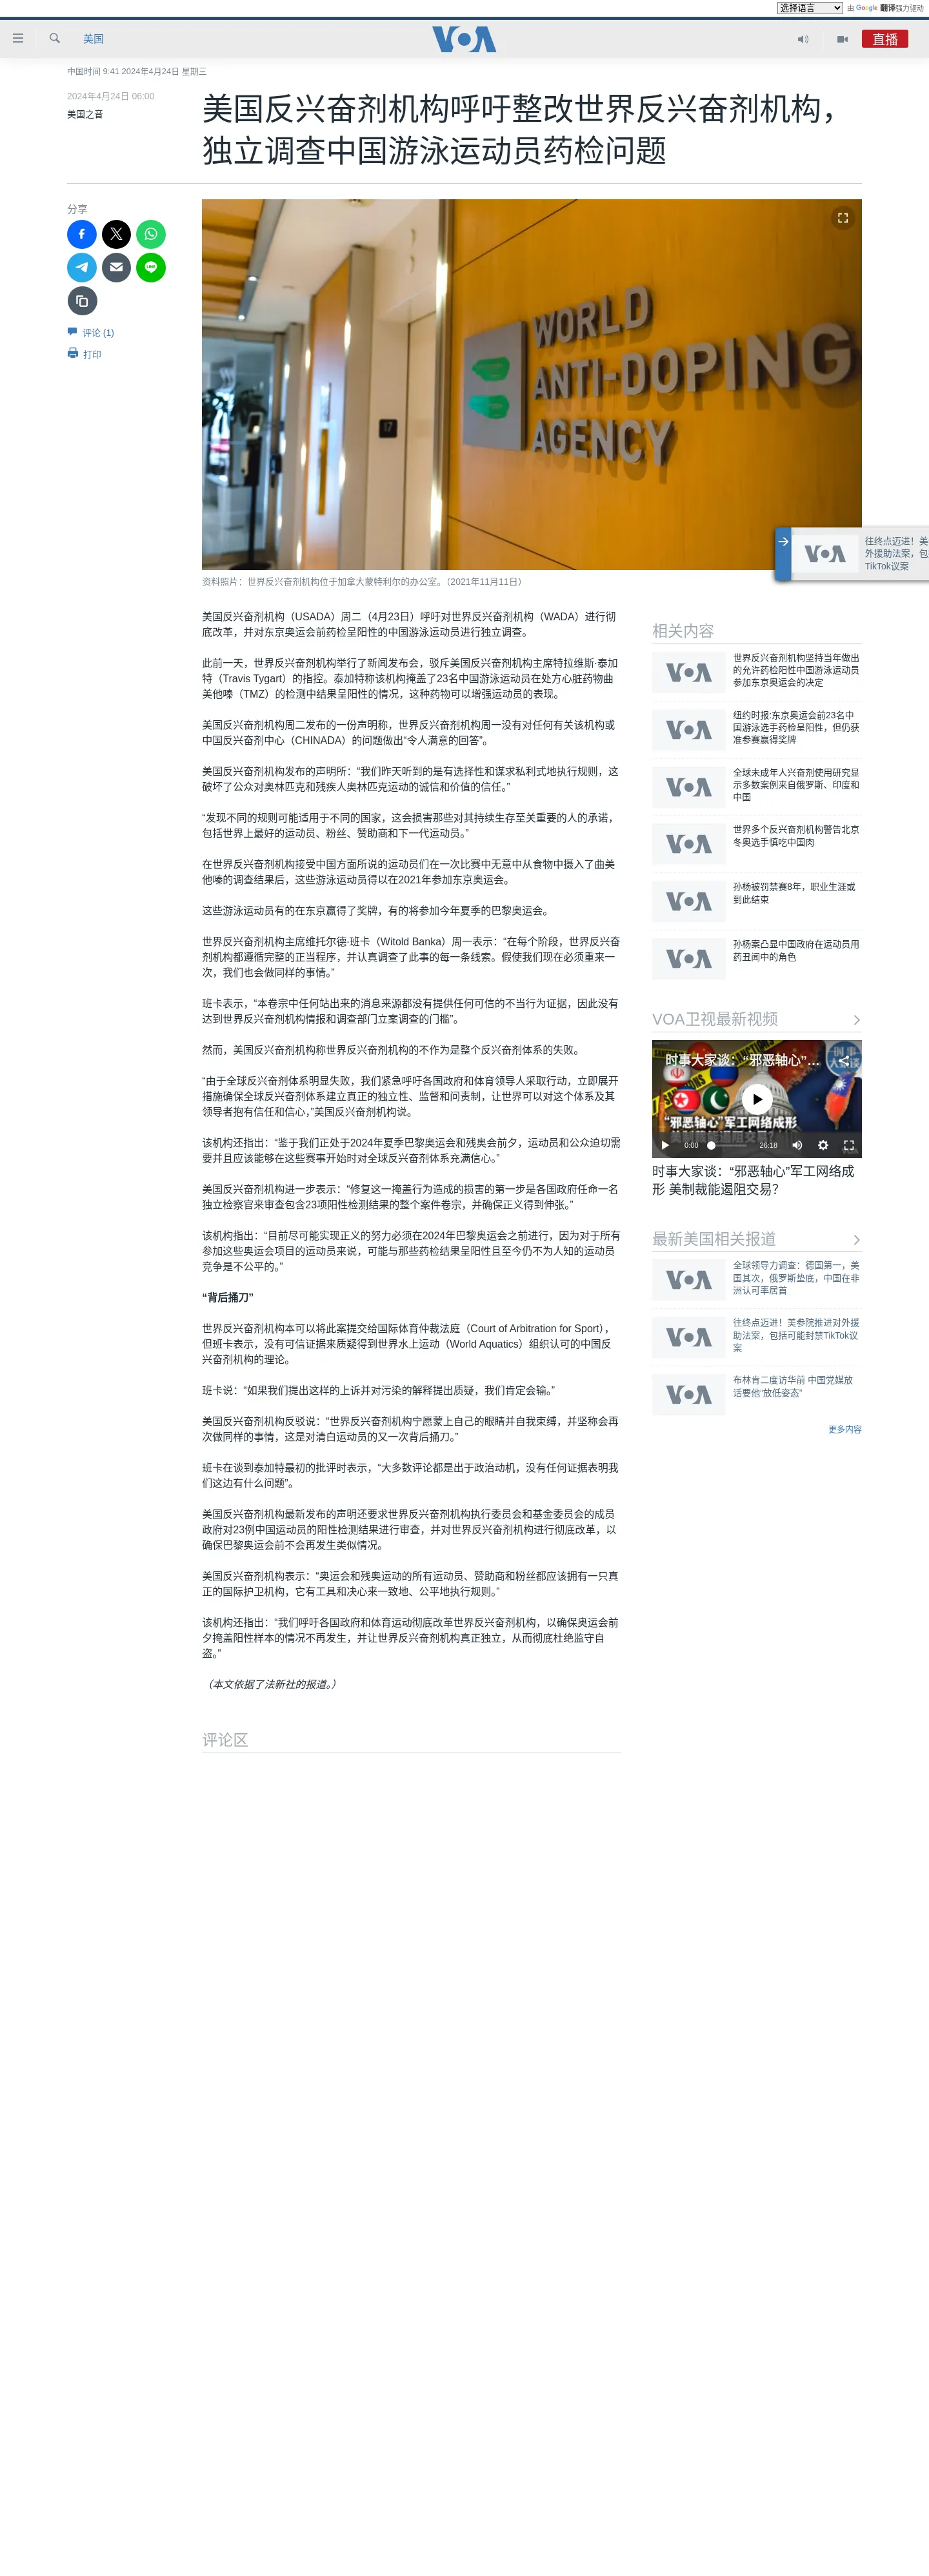 选择语言 由 Google 翻译强力驱动
美国
VOA
直播
中国时间 9:41 2024年4月24日 星期三
2024年4月24日 06:00
美国之音
美国反兴奋剂机构呼吁整改世界反兴奋剂机构，
独立调查中国游泳运动员药检问题
分享
评论 (1)
打印
17
WORLD
ANTI-DOPING
AGENCY
往终点迈进！美
外援助法案，包
TikTok议案
VOA
资料照片：世界反兴奋剂机构位于加拿大蒙特利尔的办公室。（2021年11月11日）
美国反兴奋剂机构（USADA）周二（4月23日）呼吁对世界反兴奋剂机构（WADA）进行彻
底改革，并对东京奥运会前药检呈阳性的中国游泳运动员进行独立调查。
此前一天，世界反兴奋剂机构举行了新闻发布会，驳斥美国反兴奋剂机构主席特拉维斯·泰加
特（Travis Tygart）的指控。泰加特称该机构掩盖了23名中国游泳运动员在处方心脏药物曲
美他嗪（TMZ）的检测中结果呈阳性的情况，这种药物可以增强运动员的表现。
美国反兴奋剂机构周二发布的一份声明称，世界反兴奋剂机构周一没有对任何有关该机构或
中国反兴奋剂中心（CHINADA）的问题做出“令人满意的回答”。
美国反兴奋剂机构发布的声明所：“我们昨天听到的是有选择性和谋求私利式地执行规则，这
破坏了公众对奥林匹克和残疾人奥林匹克运动的诚信和价值的信任。”
“发现不同的规则可能适用于不同的国家，这会损害那些对其持续生存至关重要的人的承诺，
包括世界上最好的运动员、粉丝、赞助商和下一代运动员。”
在世界反兴奋剂机构接受中国方面所说的运动员们在一次比赛中无意中从食物中摄入了曲美
他嗪的调查结果后，这些游泳运动员得以在2021年参加东京奥运会。
这些游泳运动员有的在东京赢得了奖牌，有的将参加今年夏季的巴黎奥运会。
世界反兴奋剂机构主席维托尔德·班卡（Witold Banka）周一表示：“在每个阶段，世界反兴奋
剂机构都遵循完整的正当程序，并认真调查了此事的每一条线索。假使我们现在必须重来一
次，我们也会做同样的事情。”
班卡表示，“本卷宗中任何站出来的消息来源都没有提供任何可信的不当行为证据，因此没有
达到世界反兴奋剂机构情报和调查部门立案调查的门槛”。
然而，美国反兴奋剂机构称世界反兴奋剂机构的不作为是整个反兴奋剂体系的失败。
“由于全球反兴奋剂体系明显失败，我们紧急呼吁各国政府和体育领导人采取行动，立即展开
措施确保全球反兴奋剂体系建立真正的独立性、监督和问责制，让世界可以对这个体系及其
领导者抱有信任和信心，”美国反兴奋剂机构说。
该机构还指出：“鉴于我们正处于2024年夏季巴黎奥运会和残奥会前夕，运动员和公众迫切需
要并且应该能够在这些赛事开始时对全球反兴奋剂体系充满信心。”
美国反兴奋剂机构进一步表示：“修复这一掩盖行为造成的损害的第一步是各国政府任命一名
独立检察官来审查包含23项阳性检测结果的整个案件卷宗，并确保正义得到伸张。”
该机构指出：“目前尽可能实现正义的努力必须在2024年巴黎奥运会之前进行，因为对于所有
参加这些奥运会项目的运动员来说，可能与那些药检结果呈阳性且至今仍不为人知的动运员
竞争是不公平的。”
“背后捅刀”
世界反兴奋剂机构本可以将此案提交给国际体育仲裁法庭（Court of Arbitration for Sport），
但班卡表示，没有可信证据来质疑得到世界水上运动（World Aquatics）组织认可的中国反
兴奋剂机构的理论。
班卡说：“如果我们提出这样的上诉并对污染的解释提出质疑，我们肯定会输。”
美国反兴奋剂机构反驳说：“世界反兴奋剂机构宁愿蒙上自己的眼睛并自我束缚，并坚称会再
次做同样的事情，这是对清白运动员的又一次背后捅刀。”
班卡在谈到泰加特最初的批评时表示，“大多数评论都是出于政治动机，没有任何证据表明我
们这边有什么问题”。
美国反兴奋剂机构最新发布的声明还要求世界反兴奋剂机构执行委员会和基金委员会的成员
政府对23例中国运动员的阳性检测结果进行审查，并对世界反兴奋剂机构进行彻底改革，以
确保巴黎奥运会前不会再发生类似情况。
美国反兴奋剂机构表示：“奥运会和残奥运动的所有运动员、赞助商和粉丝都应该拥有一只真
正的国际护卫机构，它有工具和决心来一致地、公平地执行规则。”
该机构还指出：“我们呼吁各国政府和体育运动彻底改革世界反兴奋剂机构，以确保奥运会前
夕掩盖阳性样本的情况不再发生，并让世界反兴奋剂机构真正独立，从而彻底杜绝监守自
盗。”
（本文依据了法新社的报道。）
评论区
相关内容
VOA
世界反兴奋剂机构坚持当年做出
的允许药检阳性中国游泳运动员
参加东京奥运会的决定
VOA
纽约时报:东京奥运会前23名中
国游泳选手药检呈阳性，但仍获
准参赛赢得奖牌
VOA
全球未成年人兴奋剂使用研究显
示多数案例来自俄罗斯、印度和
中国
VOA
世界多个反兴奋剂机构警告北京
冬奥选手慎吃中国肉
VOA
孙杨被罚禁赛8年，职业生涯或
到此结束
VOA
孙杨案凸显中国政府在运动员用
药丑闻中的角色
VOA卫视最新视频
时事大家谈：“邪恶轴心”...
时事
大家谈
“邪恶轴心”军工网络成形
0:00 26:18
时事大家谈：“邪恶轴心”军工网络成
形 美制裁能遏阻交易？
最新美国相关报道
VOA
全球领导力调查：德国第一，美
国其次，俄罗斯垫底，中国在非
洲认可率居首
VOA
往终点迈进！美参院推进对外援
助法案，包括可能封禁TikTok议
案
VOA
布林肯二度访华前 中国党媒放
话要他“放低姿态”
更多内容